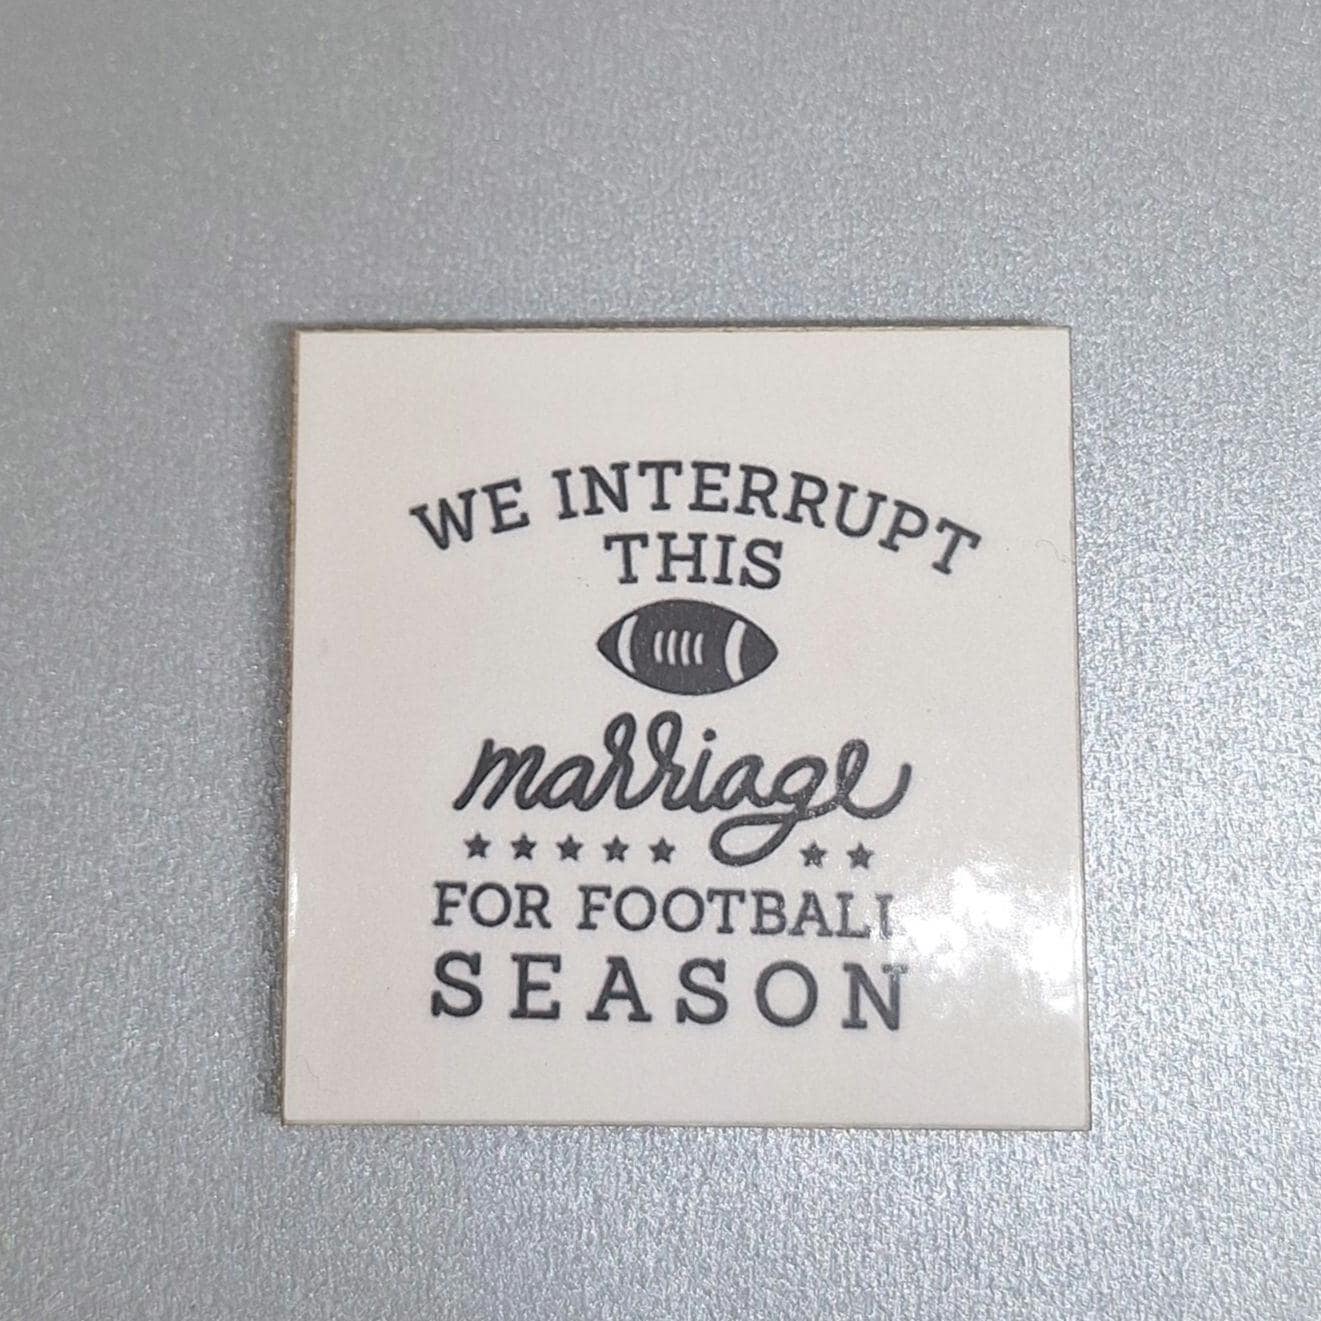 WE INTERRUPT
THIS
marriage
FOR FOOTBALL
SEASON